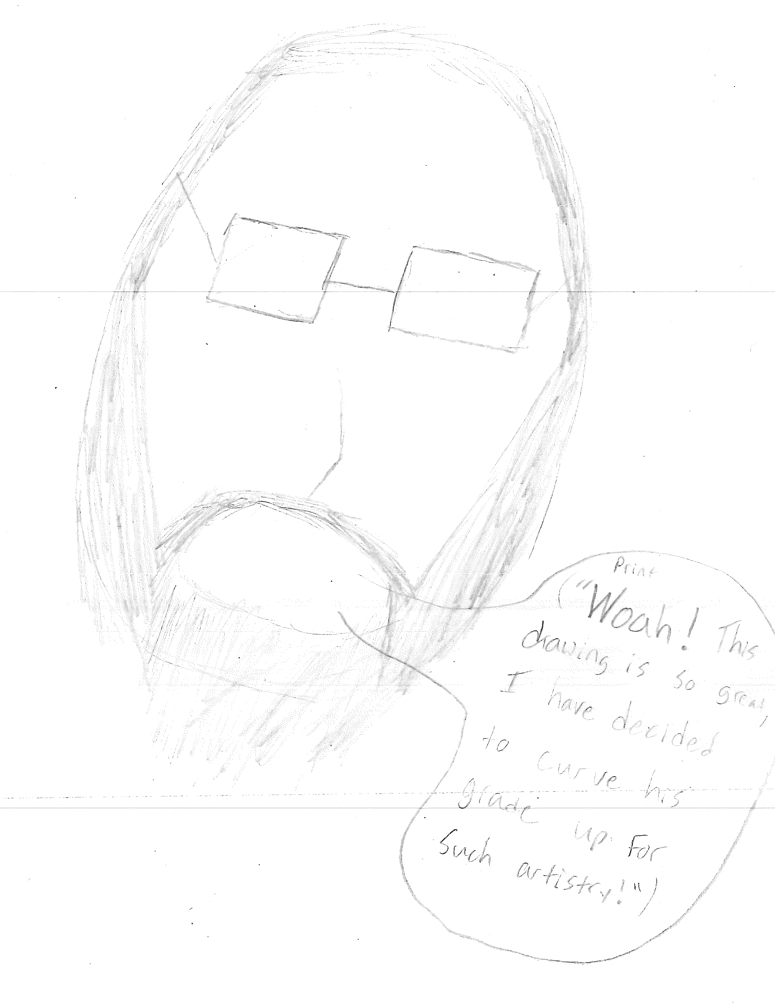 Print
("Woah! This
drawing is so great,
I have decided
to curve his
grade up for
such artistry!")